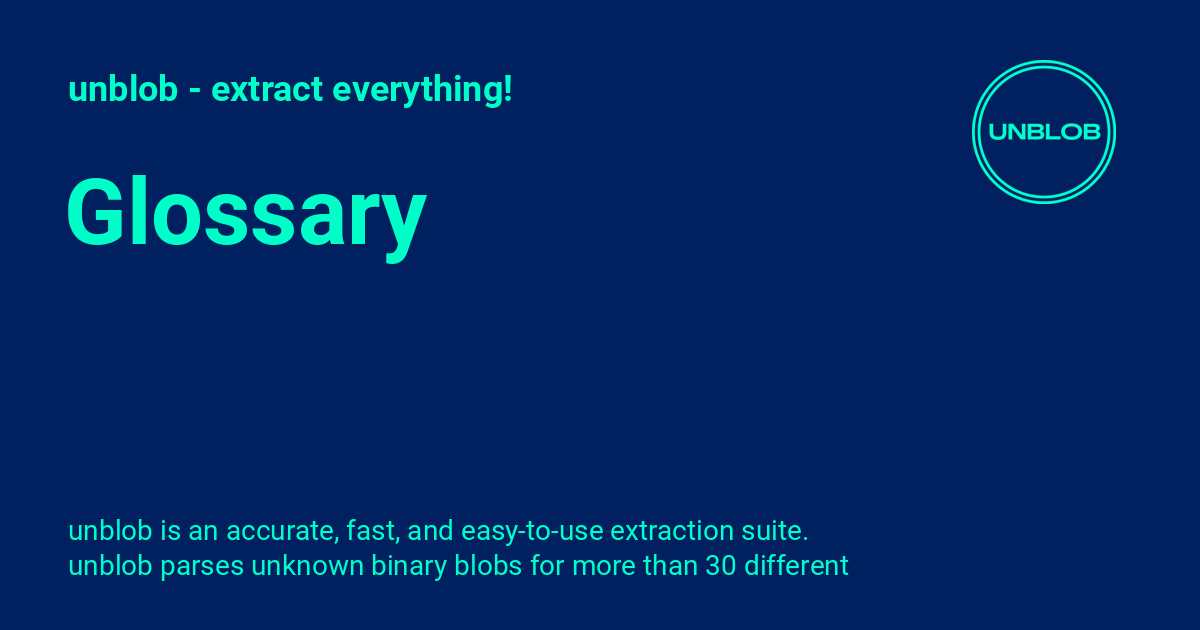 unblob - extract everything!
UNBLOB
Glossary
unblob is an accurate, fast, and easy-to-use extraction suite.
unblob parses unknown binary blobs for more than 30 different